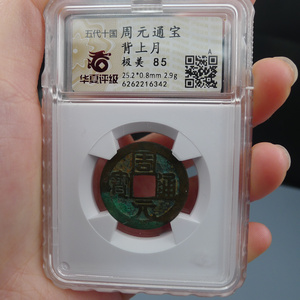 五代十国
华夏评级
周元通宝
背上月
极美 85
25.2*0.8mm 2.9g
6262216342
A
周元通寳